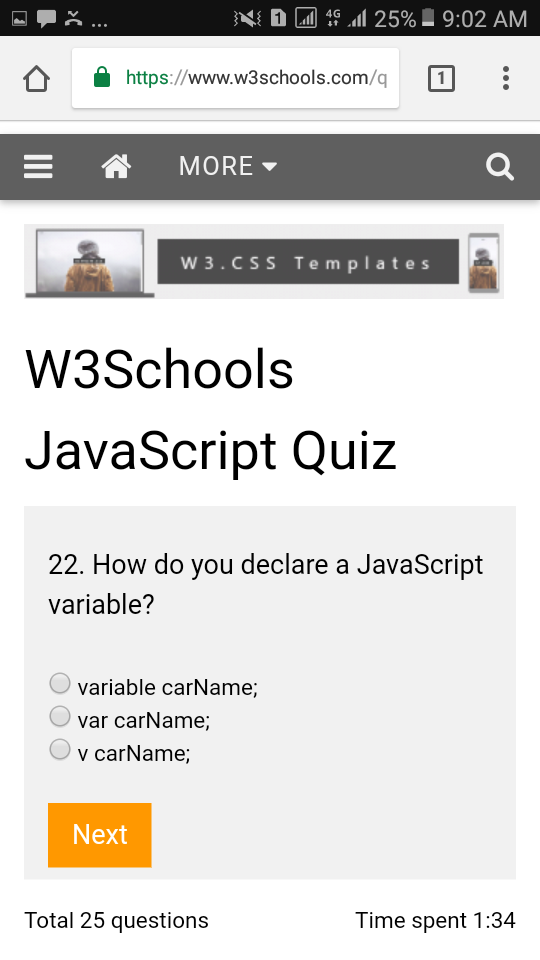 ... 1 4G 25% 9:02 AM
https://www.w3schools.com/q 1
MORE
W3.CSS Templates
W3Schools
JavaScript Quiz
22. How do you declare a JavaScript
variable?
variable carName;
var carName;
v carName;
Next
Total 25 questions Time spent 1:34